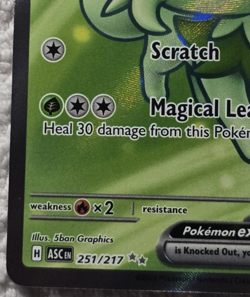 Scratch
Magical Lea
Heal 30 damage from this Pokém
weakness ×2 resistance
Illus. 5ban Graphics
Pokémon ex
H ASC EN 251/217
is Knocked Out, yo